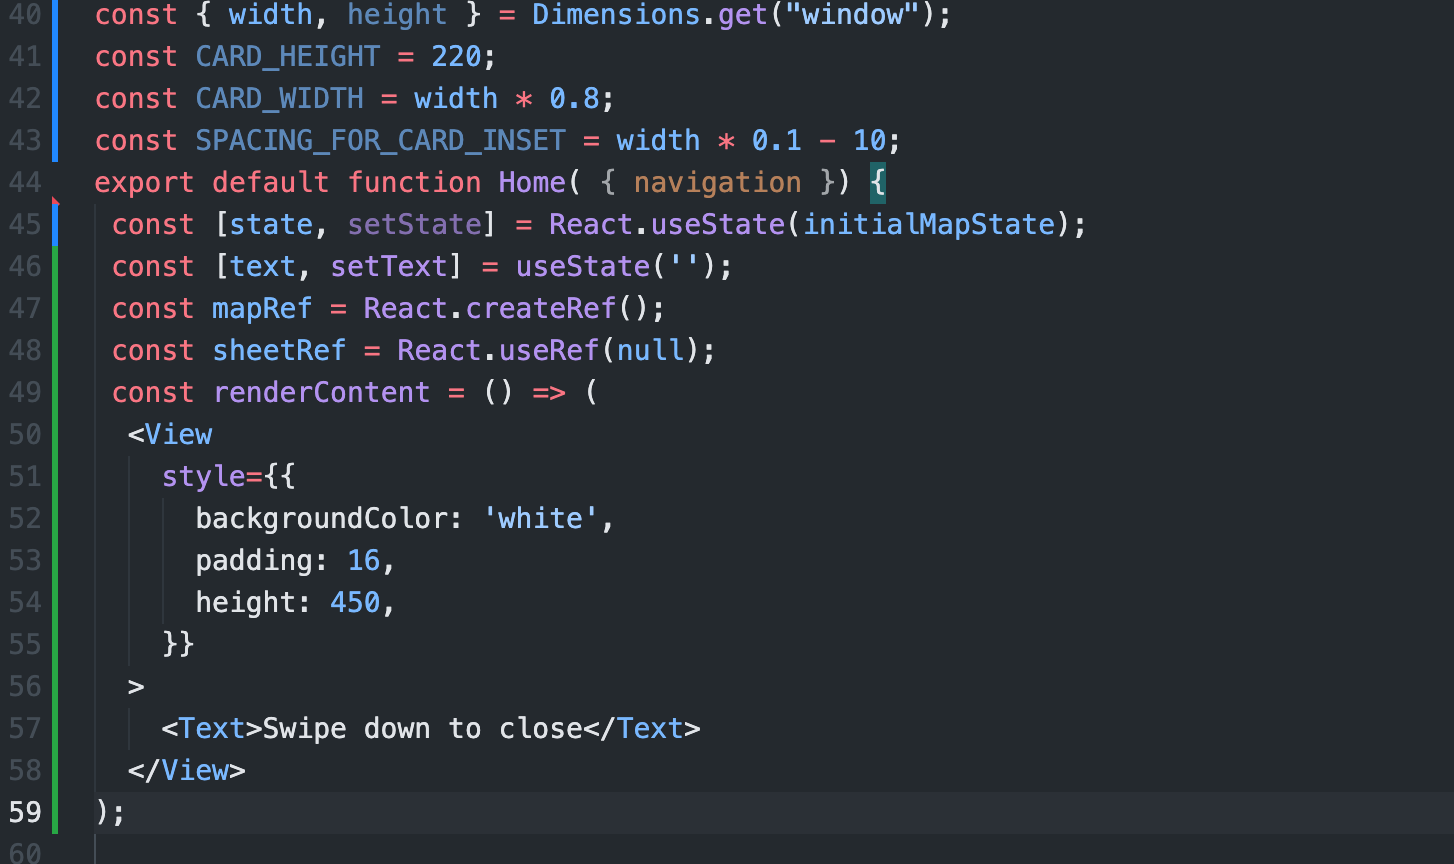 40 const { width, height } = Dimensions.get("window");
41 const CARD_HEIGHT = 220;
42 const CARD_WIDTH = width * 0.8;
43 const SPACING_FOR_CARD_INSET = width * 0.1 - 10;
44 export default function Home( { navigation }) {
45  const [state, setState] = React.useState(initialMapState);
46  const [text, setText] = useState('');
47  const mapRef = React.createRef();
48  const sheetRef = React.useRef(null);
49  const renderContent = () => (
50   <View
51     style={{
52       backgroundColor: 'white',
53       padding: 16,
54       height: 450,
55     }}
56   >
57     <Text>Swipe down to close</Text>
58   </View>
59 );
60